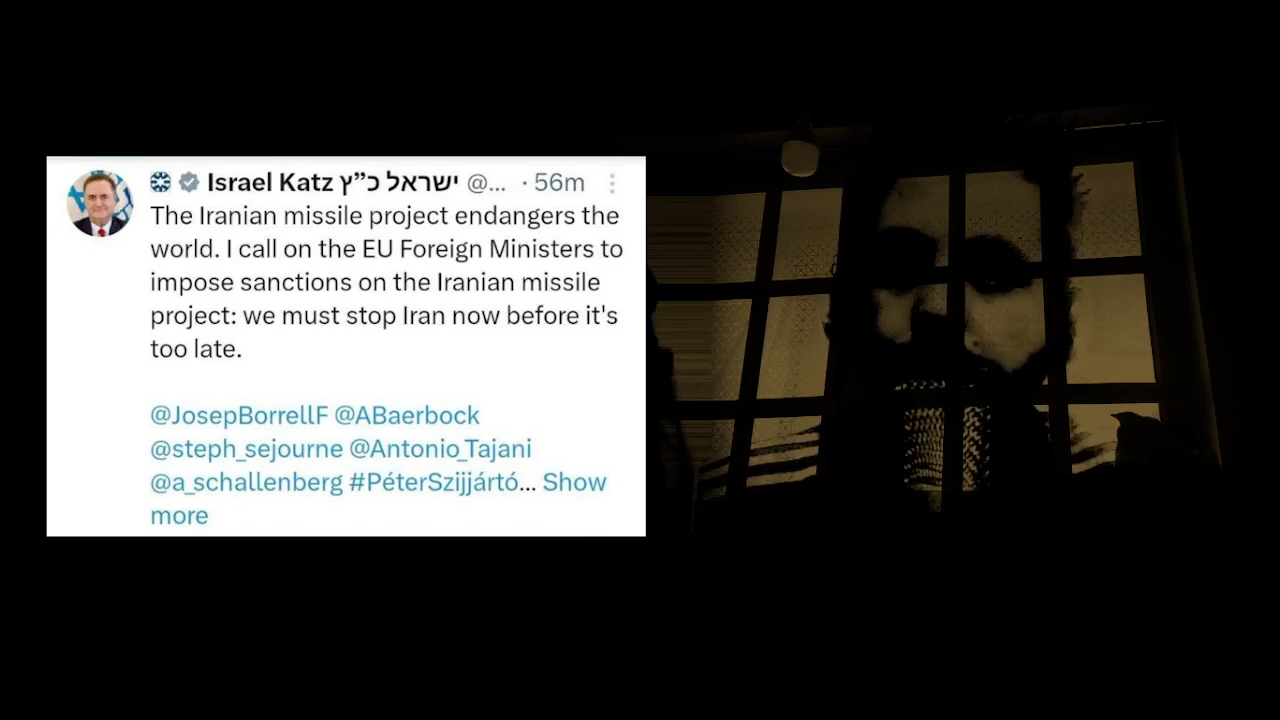 Israel Katz ישראל כ”ץ @... · 56m
The Iranian missile project endangers the
world. I call on the EU Foreign Ministers to
impose sanctions on the Iranian missile
project: we must stop Iran now before it's
too late.
@JosepBorrellF @ABaerbock
@steph_sejourne @Antonio_Tajani
@a_schallenberg #PéterSzijjártó... Show
more